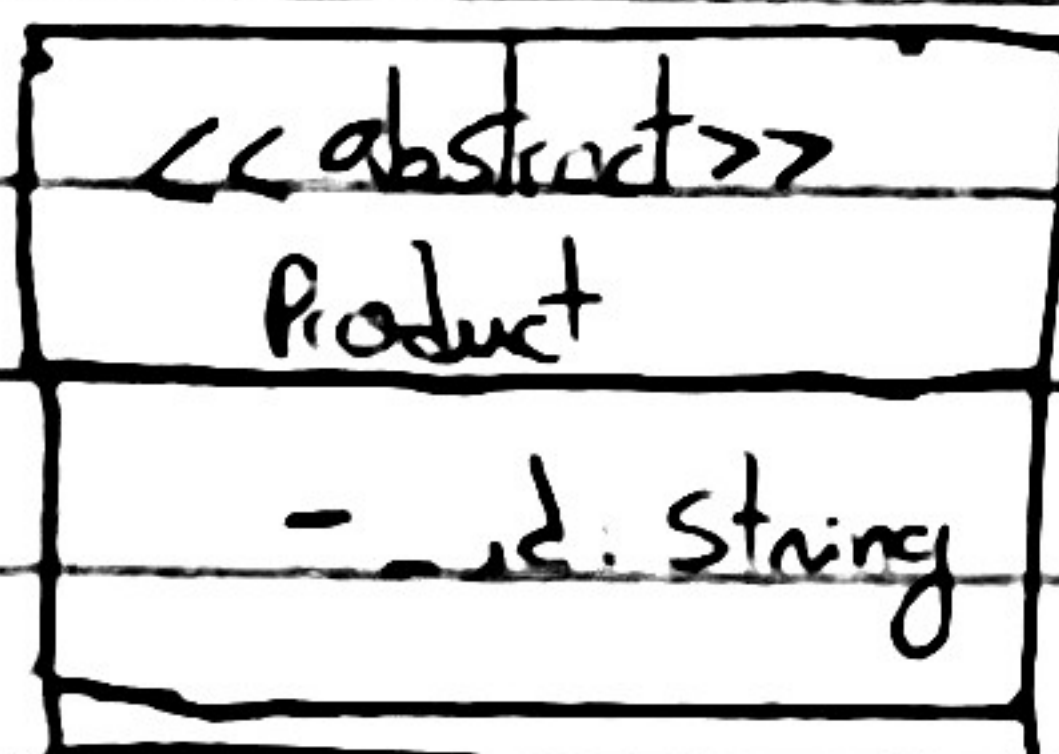 <<abstract>>
Product
- _id: String